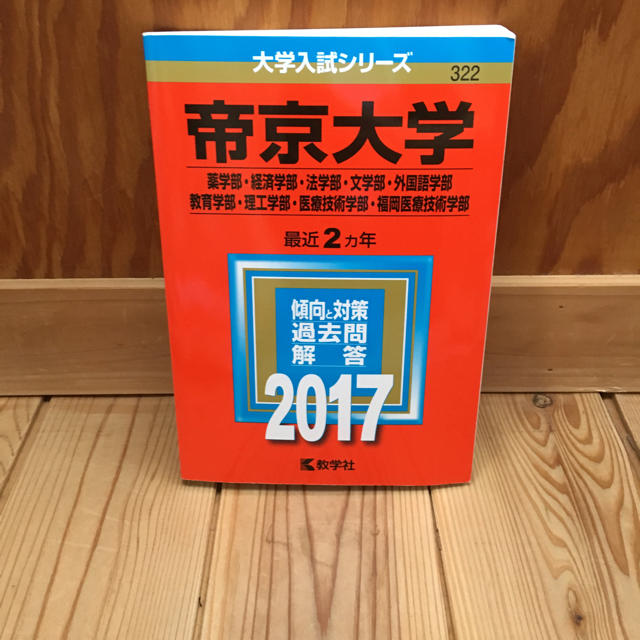 大学入試シリーズ
322
帝京大学
薬学部・経済学部・法学部・文学部・外国語学部
教育学部・理工学部・医療技術学部・福岡医療技術学部
最近2カ年
傾向と対策
過去問
解答
2017
教学社